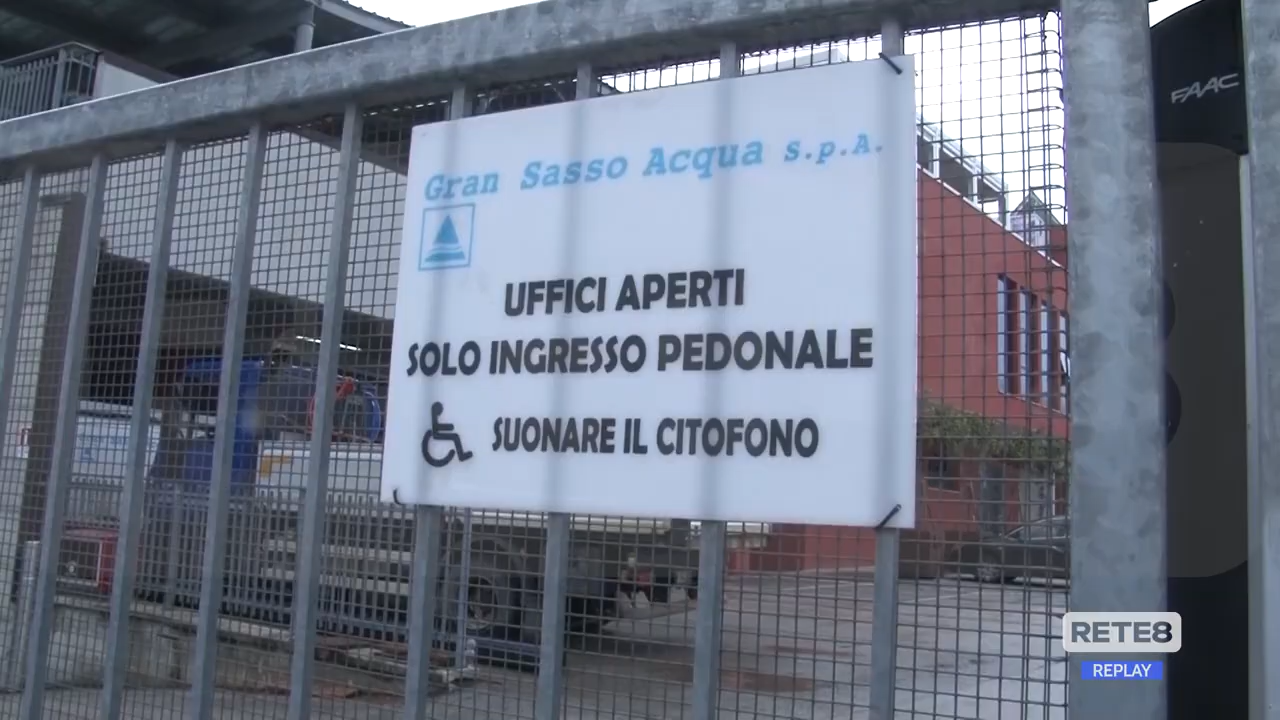 FAAC
Gran Sasso Acqua s.p.A.
UFFICI APERTI
SOLO INGRESSO PEDONALE
SUONARE IL CITOFONO
RETE8
REPLAY